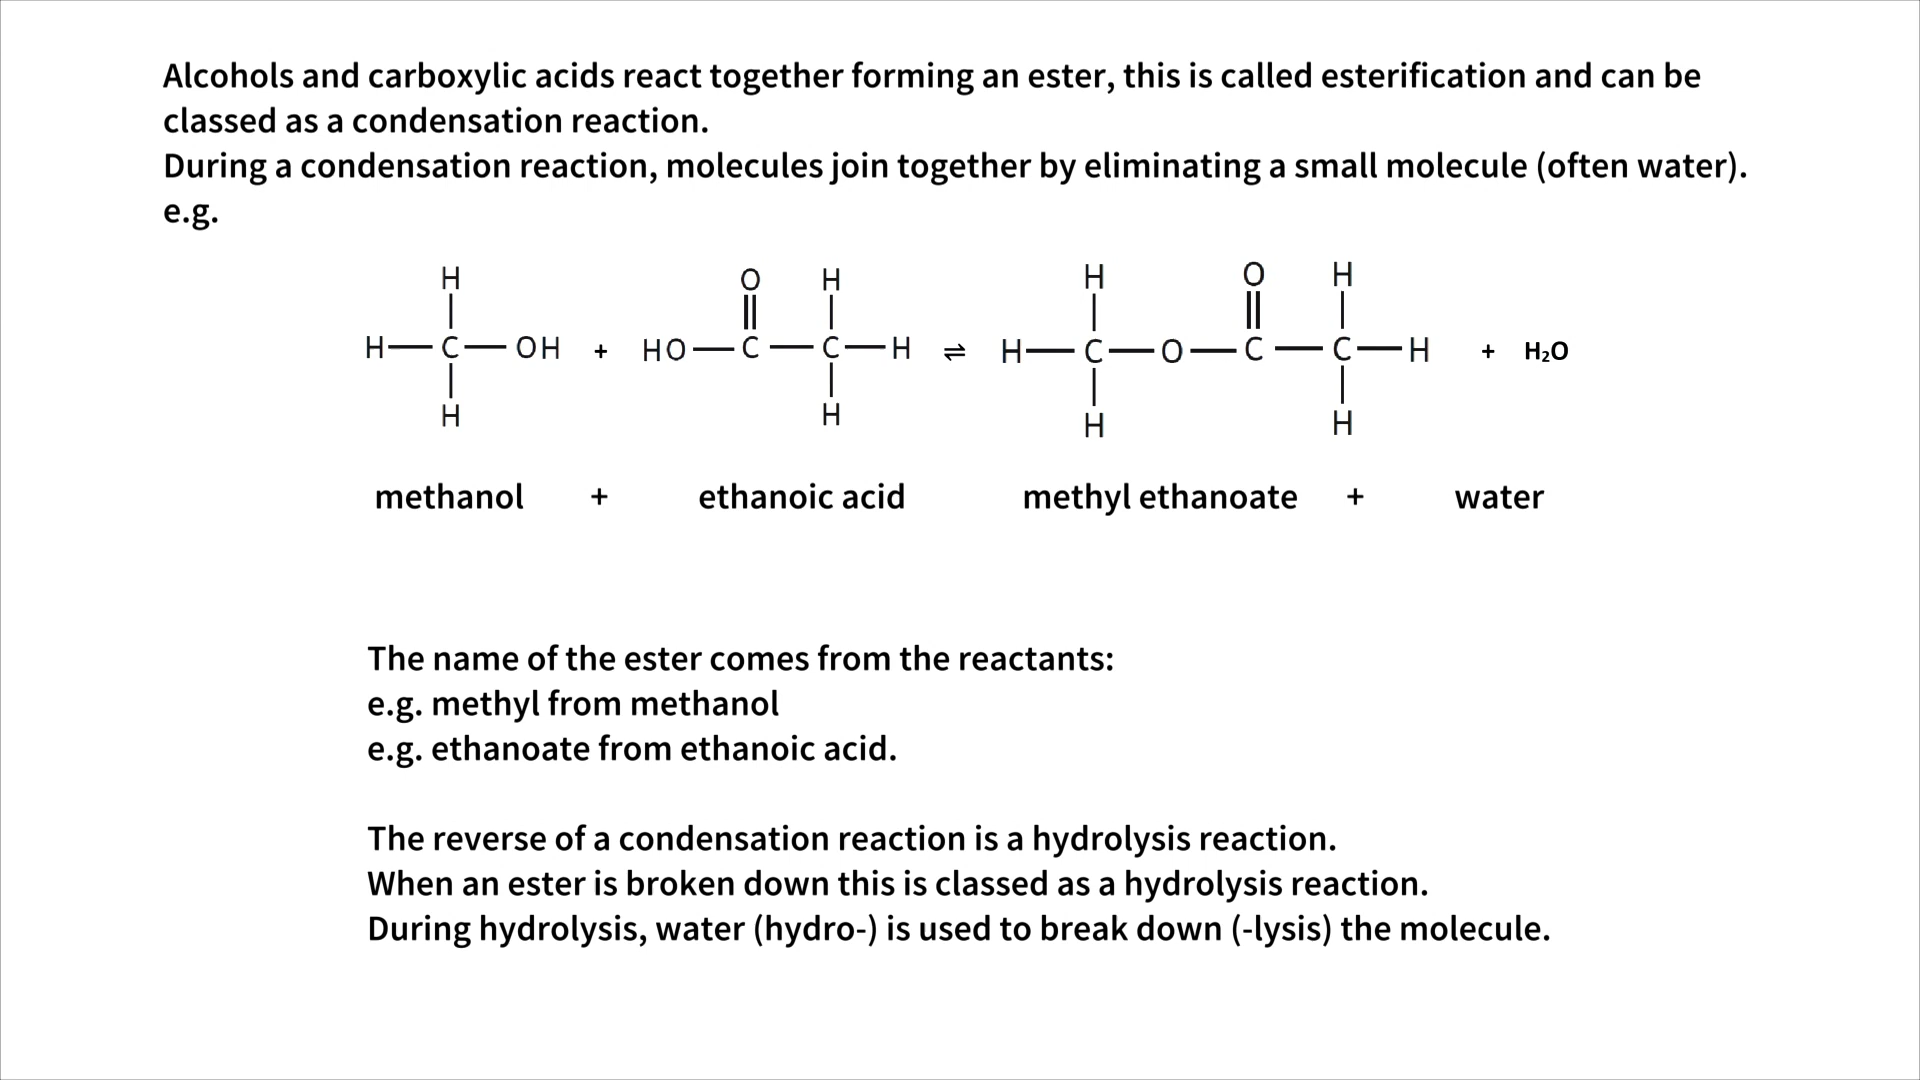 Alcohols and carboxylic acids react together forming an ester, this is called esterification and can be
classed as a condensation reaction.
During a condensation reaction, molecules join together by eliminating a small molecule (often water).
e.g.
H O H H O H
H—C—OH + HO—C—C—H ⇌ H—C—O—C—C—H + H₂O
H H H H
methanol + ethanoic acid methyl ethanoate + water
The name of the ester comes from the reactants:
e.g. methyl from methanol
e.g. ethanoate from ethanoic acid.
The reverse of a condensation reaction is a hydrolysis reaction.
When an ester is broken down this is classed as a hydrolysis reaction.
During hydrolysis, water (hydro-) is used to break down (-lysis) the molecule.